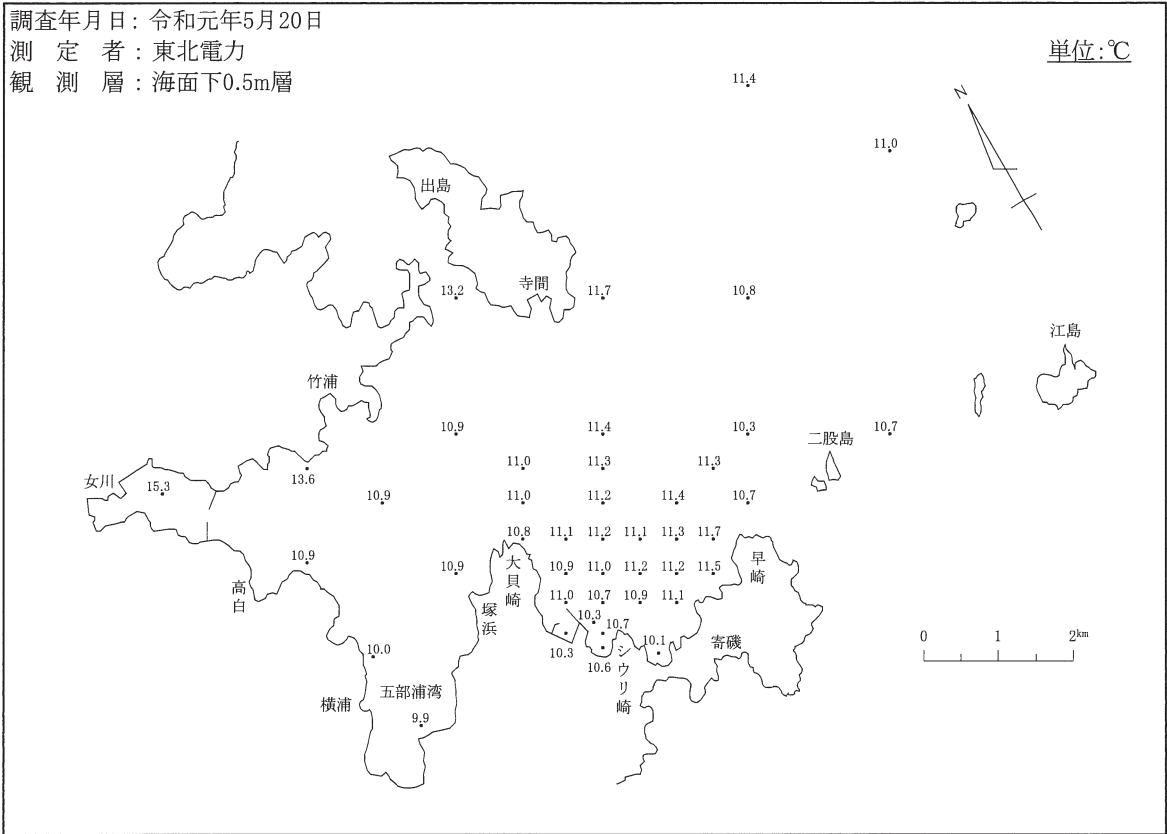 調査年月日：令和元年5月20日
測　定　者：東北電力
観　測　層：海面下0.5m層
単位：℃
11.4
N
11.0
出島
寺間
13.2
11.7
10.8
江島
竹浦
10.9
11.4
10.3
10.7
二股島
11.0
11.3
11.3
女川
15.3
13.6
10.9
11.0
11.2
11.4
10.7
10.8
11.1
11.2
11.1
11.3
11.7
10.9
10.9
大貝崎
10.9
11.0
11.2
11.2
11.5
早崎
高白
塚浜
11.0
10.7
10.9
11.1
10.3
10.7
寄磯
0 1 2km
10.0
10.3
10.6
10.1
シウリ崎
横浦
五部浦湾
9.9